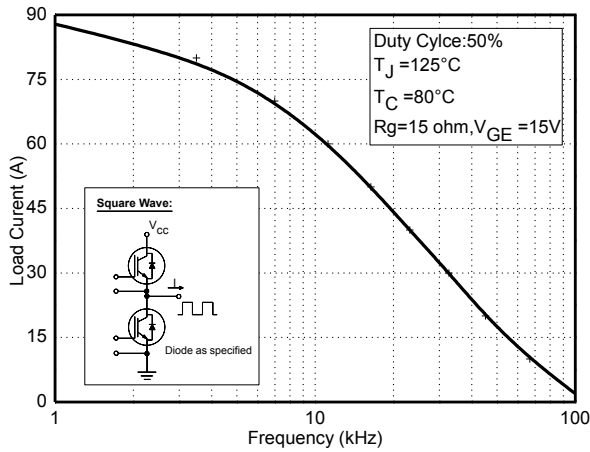 90
75
60
45
30
15
0
Load Current (A)
Duty Cylce:50%
TJ =125°C
TC =80°C
Rg=15 ohm,VGE =15V
Square Wave:
VCC
I
Diode as specified
1
10
100
Frequency (kHz)